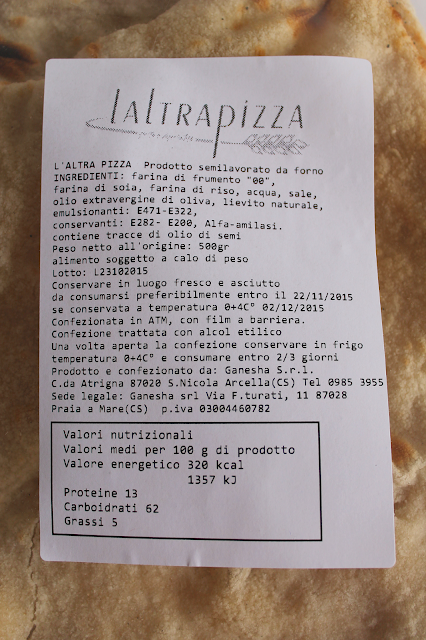 laltrapizza
L'ALTRA PIZZA Prodotto semilavorato da forno
INGREDIENTI: farina di frumento "00",
farina di soia, farina di riso, acqua, sale,
olio extravergine di oliva, lievito naturale,
emulsionanti: E471-E322,
conservanti: E282- E200, Alfa-amilasi.
contiene tracce di olio di semi
Peso netto all'origine: 500gr
alimento soggetto a calo di peso
Lotto: L23102015
Conservare in luogo fresco e asciutto
da consumarsi preferibilmente entro il 22/11/2015
se conservata a temperatura 0+4C° 02/12/2015
Confezionata in ATM, con film a barriera.
Confezione trattata con alcol etilico
Una volta aperta la confezione conservare in frigo
temperatura 0+4C° e consumare entro 2/3 giorni
Prodotto e confezionato da: Ganesha S.r.l.
C.da Atrigna 87020 S.Nicola Arcella(CS) Tel 0985 3955
Sede legale: Ganesha srl Via F.turati, 11 87028
Praia a Mare(CS) p.iva 03004460782
Valori nutrizionali
Valori medi per 100 g di prodotto
Valore energetico 320 kcal
1357 kJ
Proteine 13
Carboidrati 62
Grassi 5